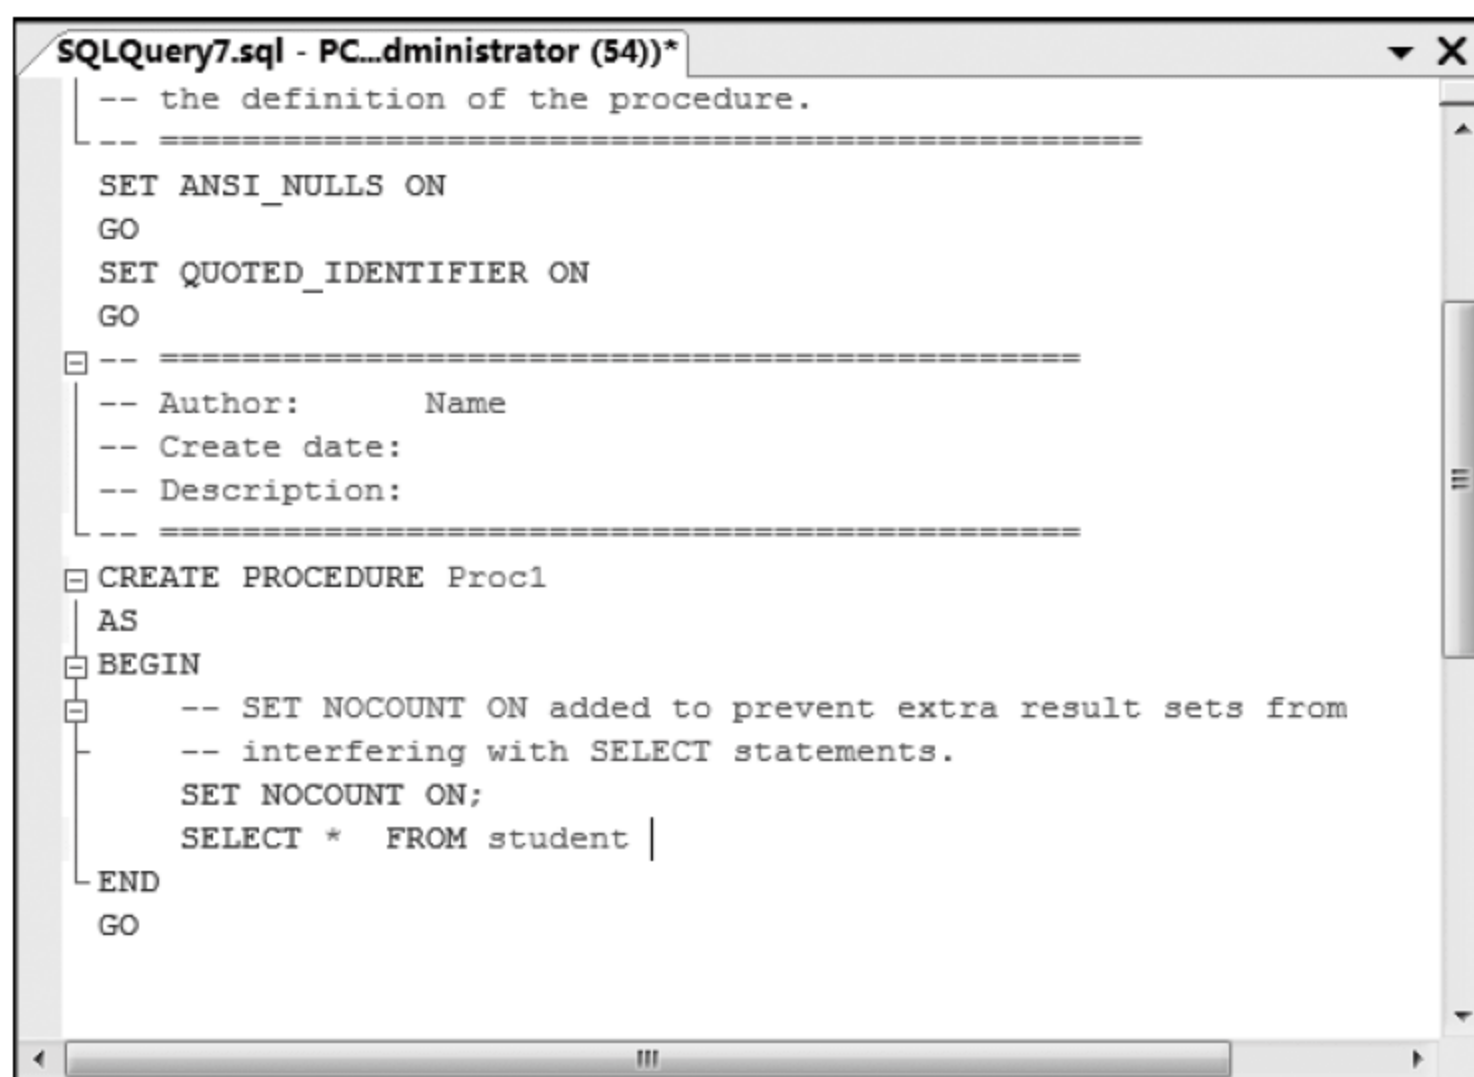 SQLQuery7.sql - PC...dministrator (54))*
-- the definition of the procedure.
-- ================================================
SET ANSI_NULLS ON
GO
SET QUOTED_IDENTIFIER ON
GO
-- =============================================
-- Author:      Name
-- Create date:
-- Description:
-- =============================================
CREATE PROCEDURE Proc1
AS
BEGIN
    -- SET NOCOUNT ON added to prevent extra result sets from
    -- interfering with SELECT statements.
    SET NOCOUNT ON;
    SELECT *  FROM student
END
GO